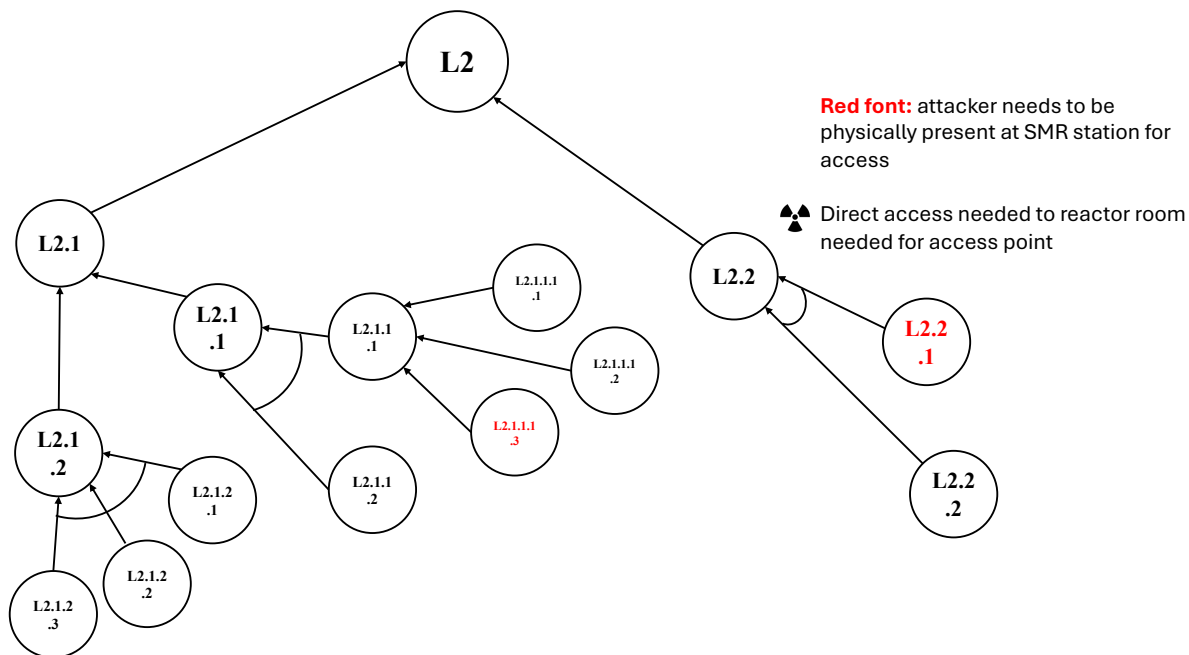 L2
Red font: attacker needs to be
physically present at SMR station for
access
Direct access needed to reactor room
needed for access point
L2.1
L2.2
L2.1.1.1
.1
L2.1
.1
L2.1.1
.1
L2.2
.1
L2.1.1.1
.2
L2.1.1.1
.3
L2.1
.2
L2.1.1
.2
L2.1.2
.1
L2.2
.2
L2.1.2
.2
L2.1.2
.3